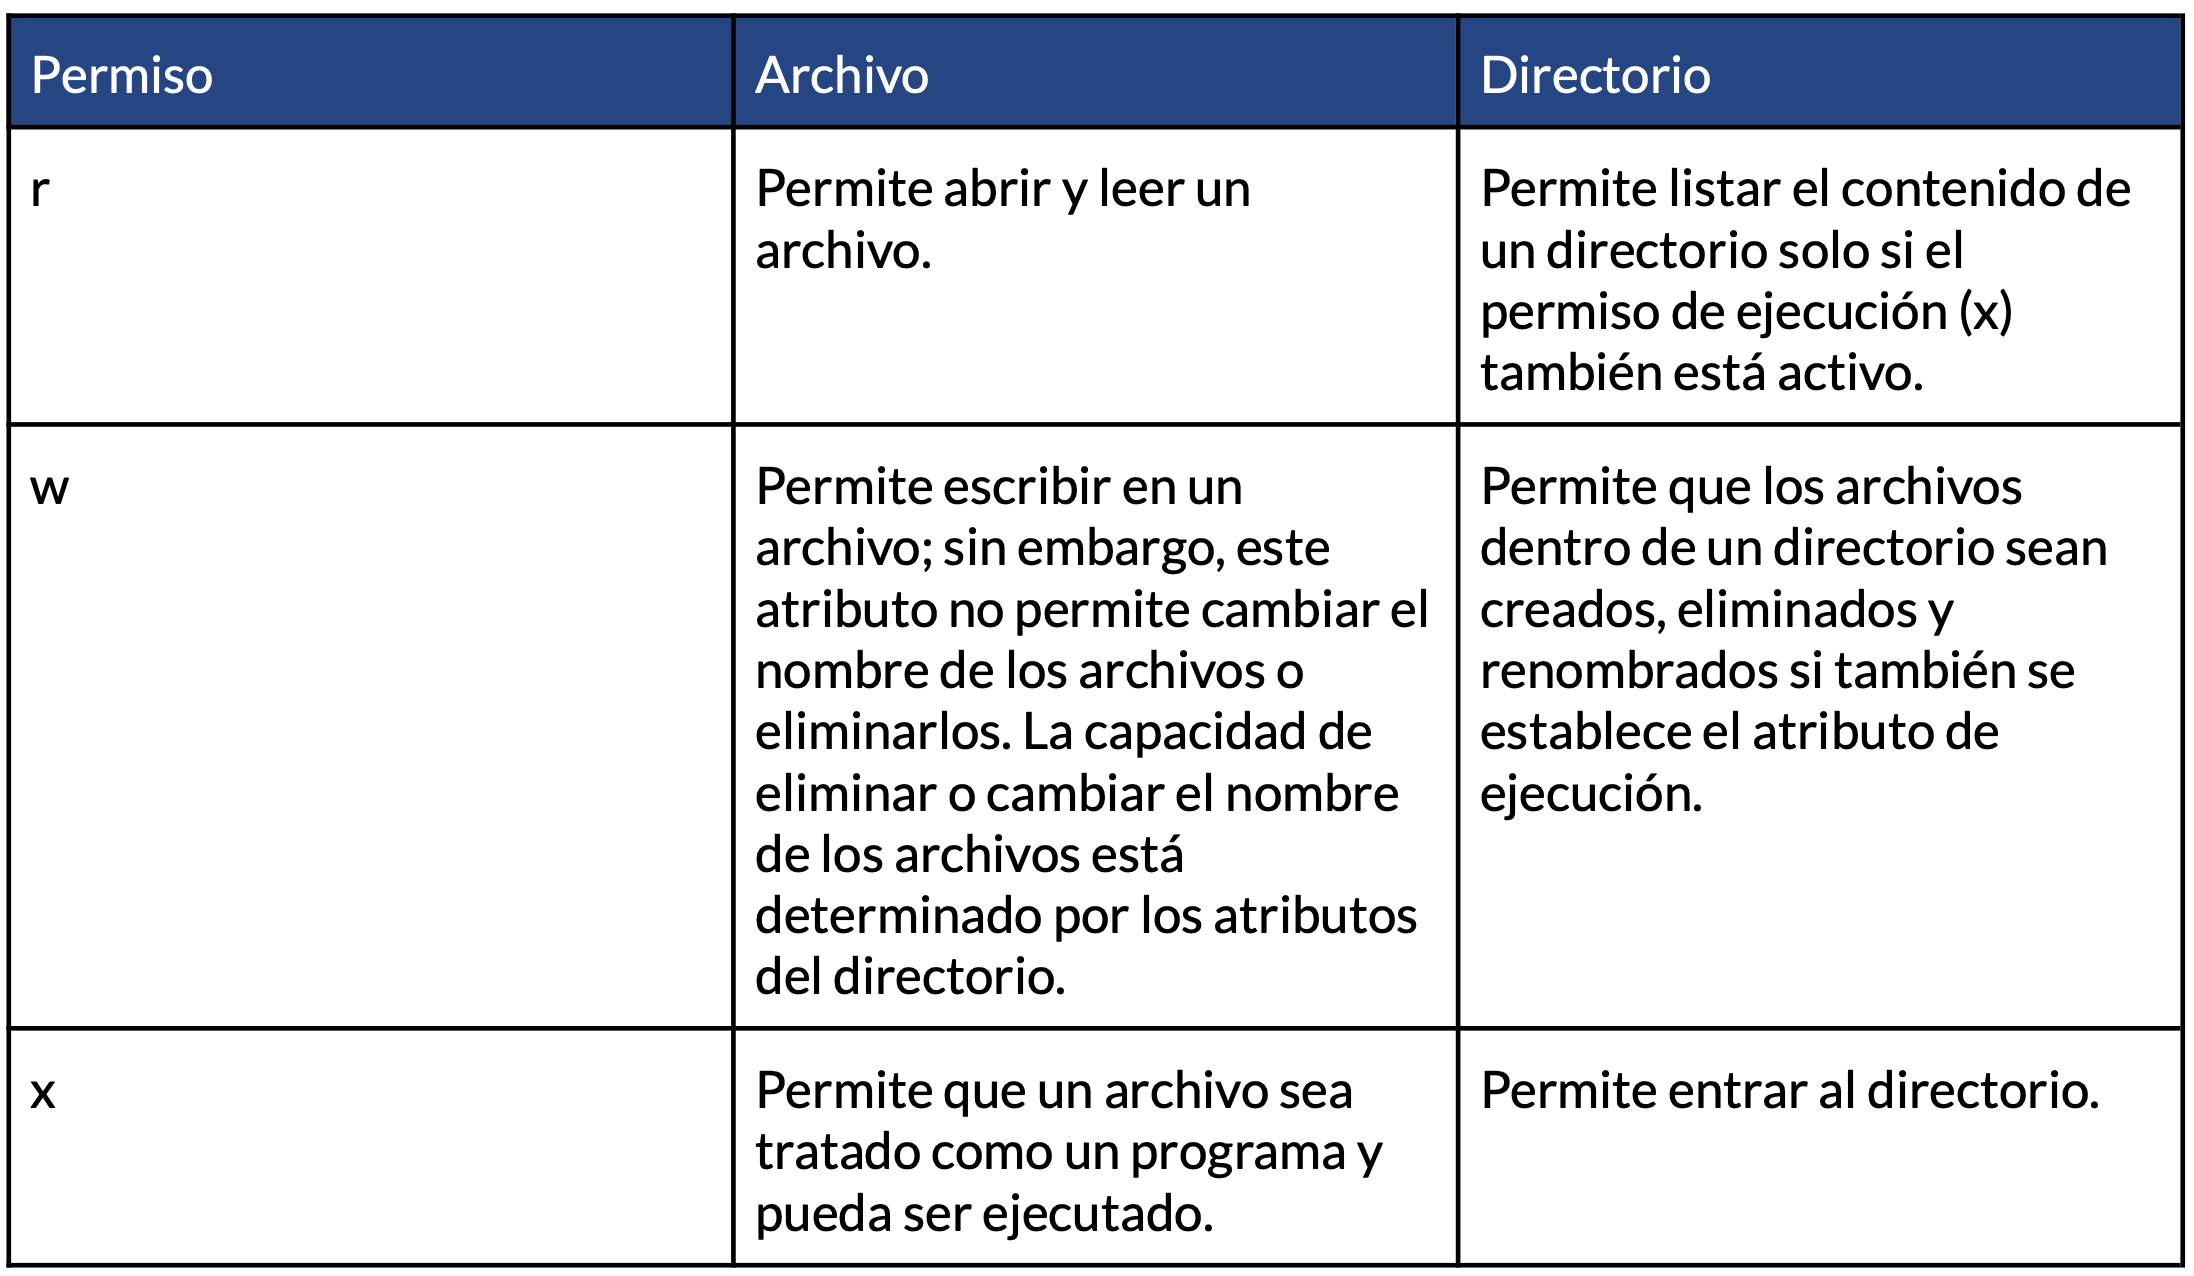 Permiso
Archivo
Directorio
r
Permite abrir y leer un
archivo.
Permite listar el contenido de
un directorio solo si el
permiso de ejecución (x)
también está activo.
w
Permite escribir en un
archivo; sin embargo, este
atributo no permite cambiar el
nombre de los archivos o
eliminarlos. La capacidad de
eliminar o cambiar el nombre
de los archivos está
determinado por los atributos
del directorio.
Permite que los archivos
dentro de un directorio sean
creados, eliminados y
renombrados si también se
establece el atributo de
ejecución.
x
Permite que un archivo sea
tratado como un programa y
pueda ser ejecutado.
Permite entrar al directorio.